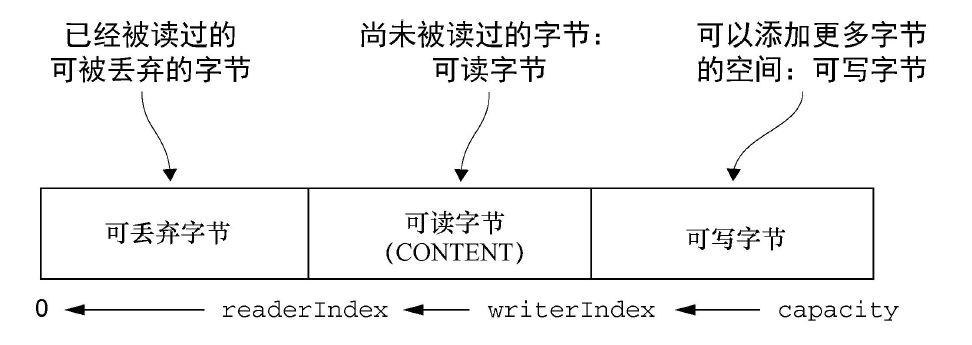 已经被读过的
可被丢弃的字节
尚未被读过的字节：
可读字节
可以添加更多字节
的空间：可写字节
可丢弃字节
可读字节
(CONTENT)
可写字节
0 readerIndex writerIndex capacity